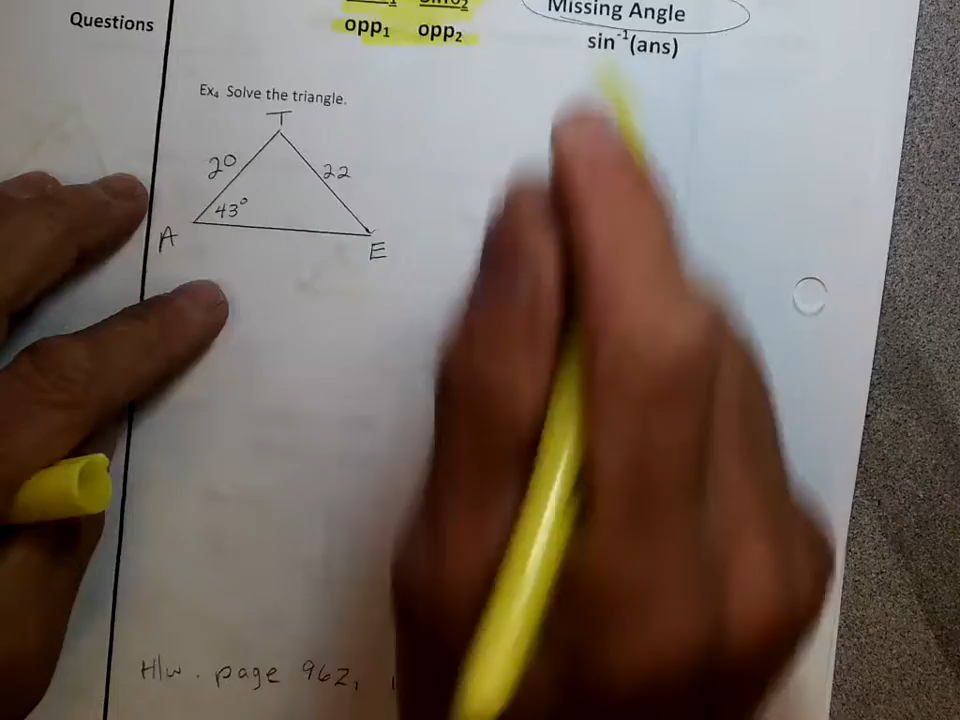 Missing Angle
Questions
opp₁ opp₂
sin⁻¹(ans)
Ex₄ Solve the triangle.
T
20
22
43°
A
E
H/w. page 962,